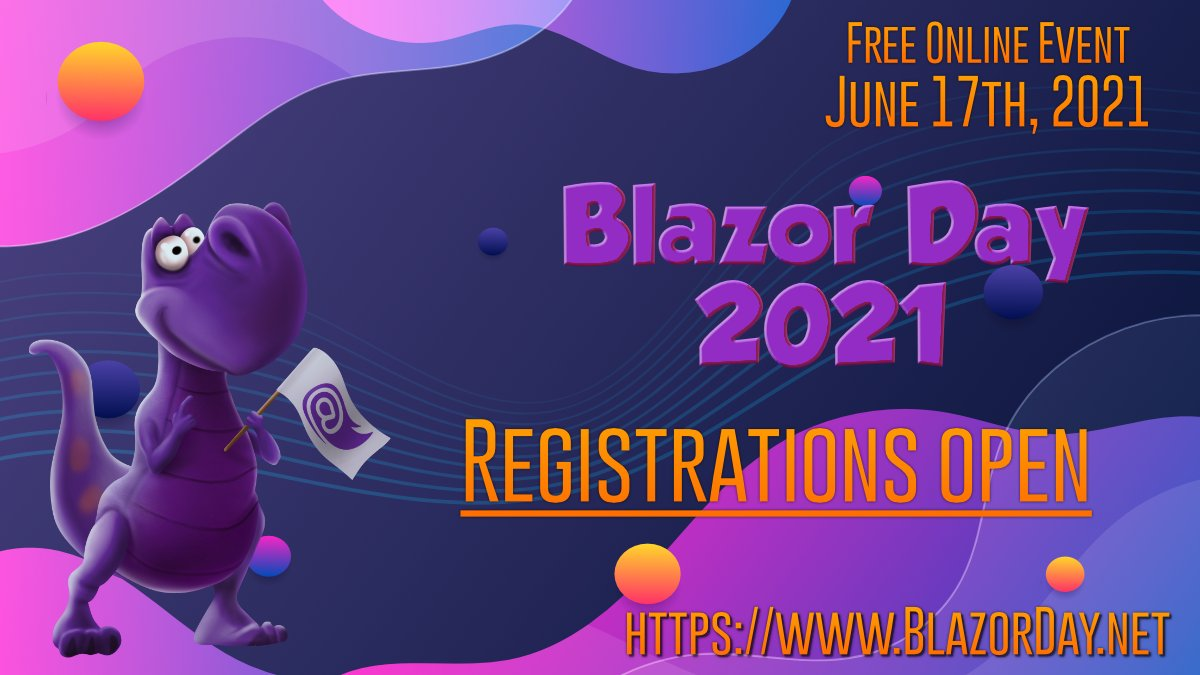 Free Online Event
June 17th, 2021
Blazor Day
2021
Registrations open
@
https://www.BlazorDay.net